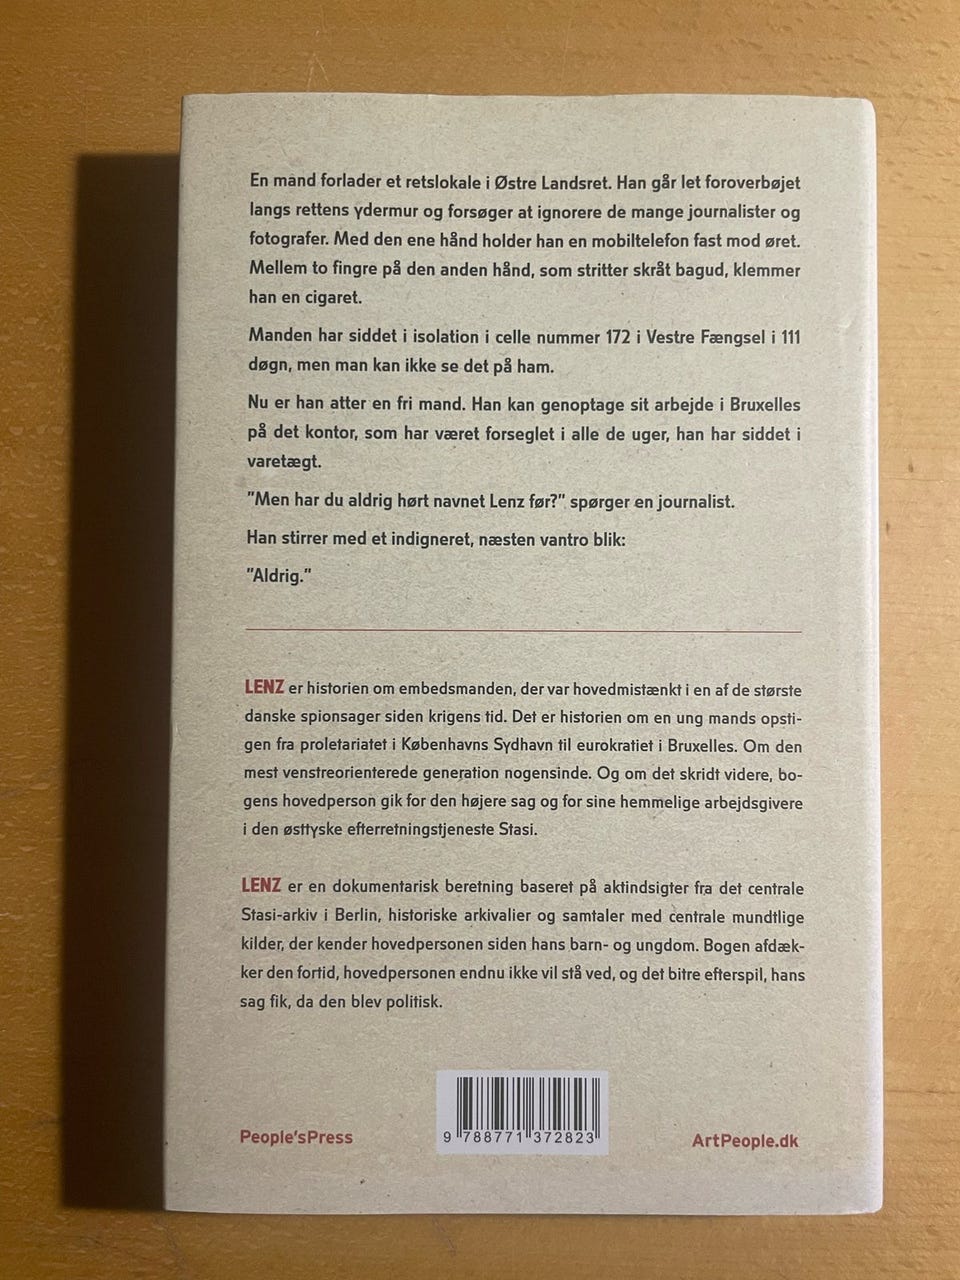 En mand forlader et retslokale i Østre Landsret. Han går let foroverbøjet
langs rettens ydermur og forsøger at ignorere de mange journalister og
fotografer. Med den ene hånd holder han en mobiltelefon fast mod øret.
Mellem to fingre på den anden hånd, som stritter skråt bagud, klemmer
han en cigaret.
Manden har siddet i isolation i celle nummer 172 i Vestre Fængsel i 111
døgn, men man kan ikke se det på ham.
Nu er han atter en fri mand. Han kan genoptage sit arbejde i Bruxelles
på det kontor, som har været forseglet i alle de uger, han har siddet i
varetægt.
"Men har du aldrig hørt navnet Lenz før?" spørger en journalist.
Han stirrer med et indigneret, næsten vantro blik:
"Aldrig."
LENZ er historien om embedsmanden, der var hovedmistænkt i en af de største
danske spionsager siden krigens tid. Det er historien om en ung mands opsti-
gen fra proletariatet i Københavns Sydhavn til eurokratiet i Bruxelles. Om den
mest venstreorienterede generation nogensinde. Og om det skridt videre, bo-
gens hovedperson gik for den højere sag og for sine hemmelige arbejdsgivere
i den østtyske efterretningstjeneste Stasi.
LENZ er en dokumentarisk beretning baseret på aktindsigter fra det centrale
Stasi-arkiv i Berlin, historiske arkivalier og samtaler med centrale mundtlige
kilder, der kender hovedpersonen siden hans barn- og ungdom. Bogen afdæk-
ker den fortid, hovedpersonen endnu ikke vil stå ved, og det bitre efterspil, hans
sag fik, da den blev politisk.
People'sPress
9 788771 372823
ArtPeople.dk